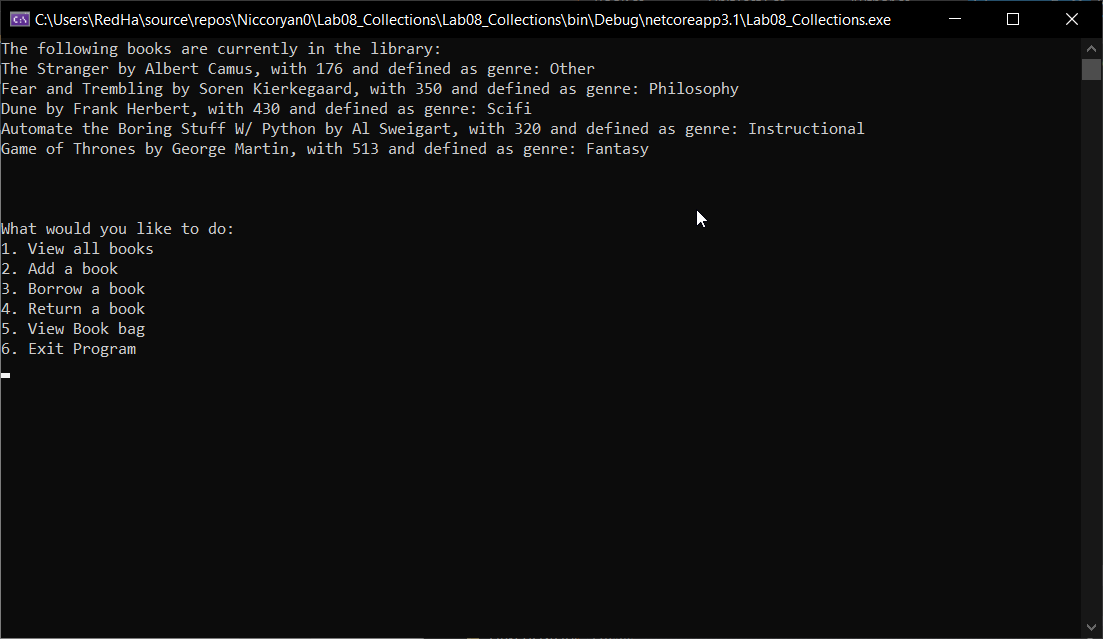 C:\Users\RedHa\source\repos\Niccoryan0\Lab08_Collections\Lab08_Collections\bin\Debug\netcoreapp3.1\Lab08_Collections.exe
The following books are currently in the library:
The Stranger by Albert Camus, with 176 and defined as genre: Other
Fear and Trembling by Soren Kierkegaard, with 350 and defined as genre: Philosophy
Dune by Frank Herbert, with 430 and defined as genre: Scifi
Automate the Boring Stuff W/ Python by Al Sweigart, with 320 and defined as genre: Instructional
Game of Thrones by George Martin, with 513 and defined as genre: Fantasy
What would you like to do:
1. View all books
2. Add a book
3. Borrow a book
4. Return a book
5. View Book bag
6. Exit Program